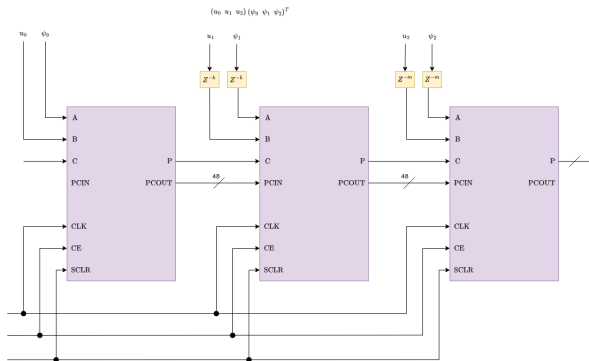 (u₀ u₁ u₂) (ψ₀ ψ₁ ψ₂)ᵀ
u₀ ψ₀ u₁ ψ₁ u₂ ψ₂
Z⁻ᵏ Z⁻ᵏ Z⁻ᵐ Z⁻ᵐ
A A A
B B B
C P C P C P
PCIN PCOUT 48 PCIN PCOUT 48 PCIN PCOUT
CLK CLK CLK
CE CE CE
SCLR SCLR SCLR